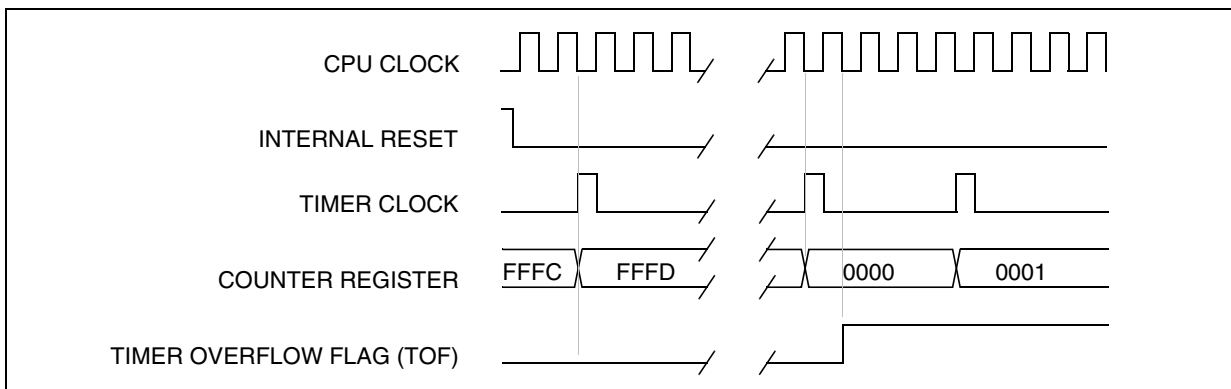 CPU CLOCK
INTERNAL RESET
TIMER CLOCK
COUNTER REGISTER FFFC FFFD 0000 0001
TIMER OVERFLOW FLAG (TOF)